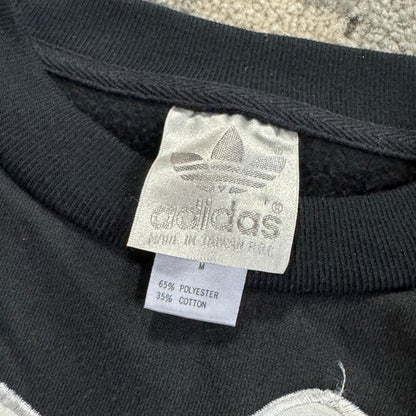 adidas®
MADE IN TAIWAN R.O.C.
M
65% POLYESTER
35% COTTON